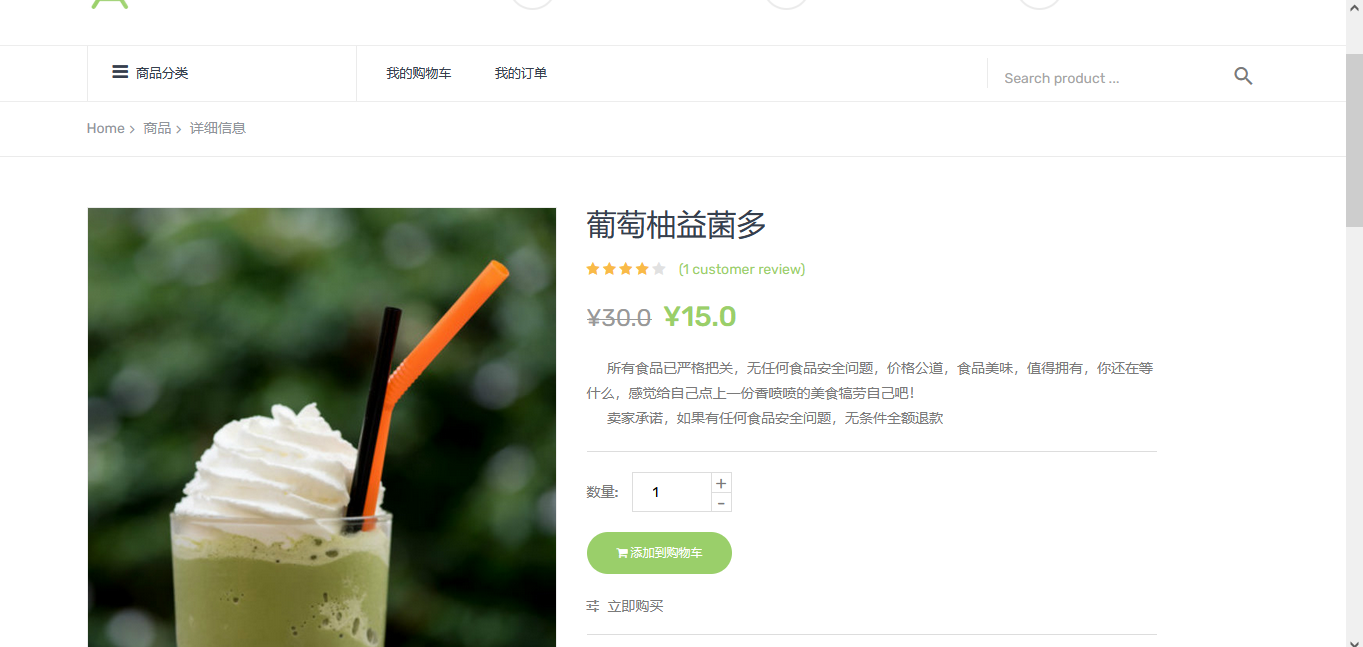 商品分类
我的购物车
我的订单
Search product ...
Home › 商品 › 详细信息
葡萄柚益菌多
(1 customer review)
¥30.0 ¥15.0
所有食品已严格把关，无任何食品安全问题，价格公道，食品美味，值得拥有，你还在等
什么，感觉给自己点上一份香喷喷的美食犒劳自己吧！
卖家承诺，如果有任何食品安全问题，无条件全额退款
数量: 1 + -
添加到购物车
立即购买